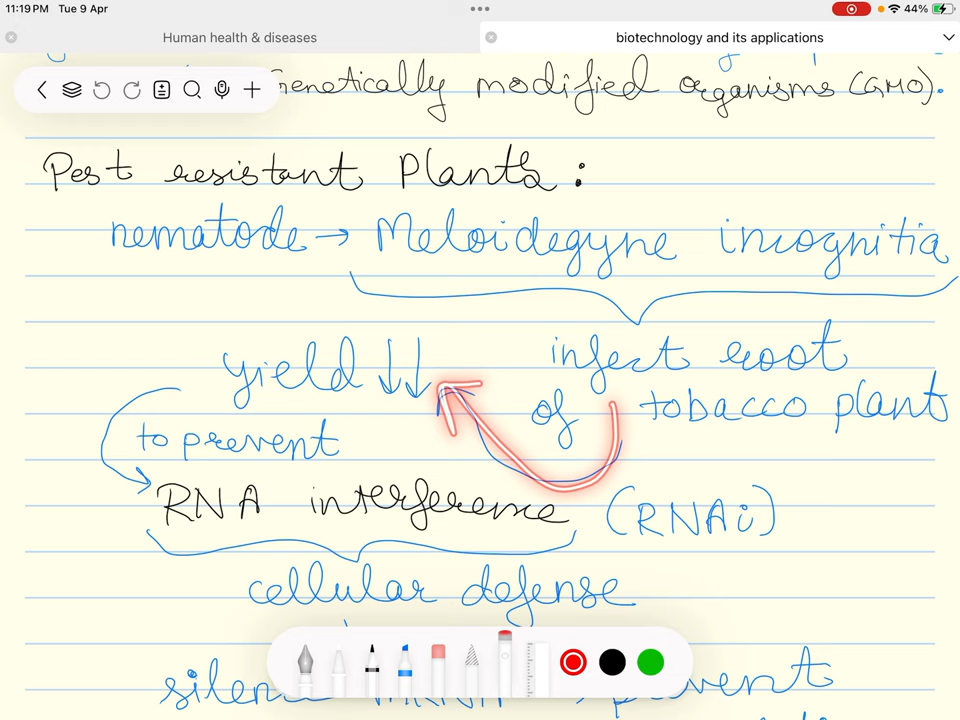 11:19 PM Tue 9 Apr
44%
Human health & diseases
biotechnology and its applications
Genetically modified organisms (GMO).
Pest resistant Plants :
nematode → Meloidegyne incognitia
yield ↓↓
infect root
of tobacco plant
to prevent
RNA interference (RNAi)
cellular defense
prevent